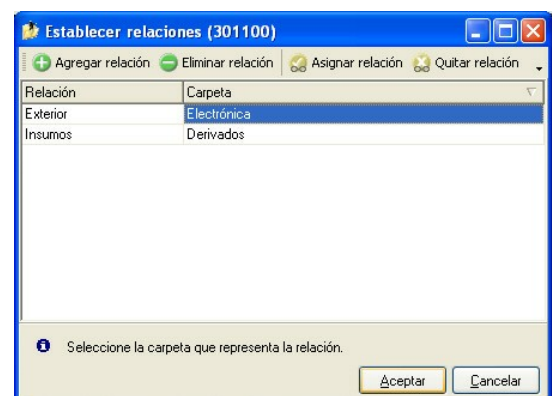 Establecer relaciones (301100)
Agregar relación Eliminar relación Asignar relación Quitar relación
Relación Carpeta
Exterior Electrónica
Insumos Derivados
Seleccione la carpeta que representa la relación.
Aceptar Cancelar